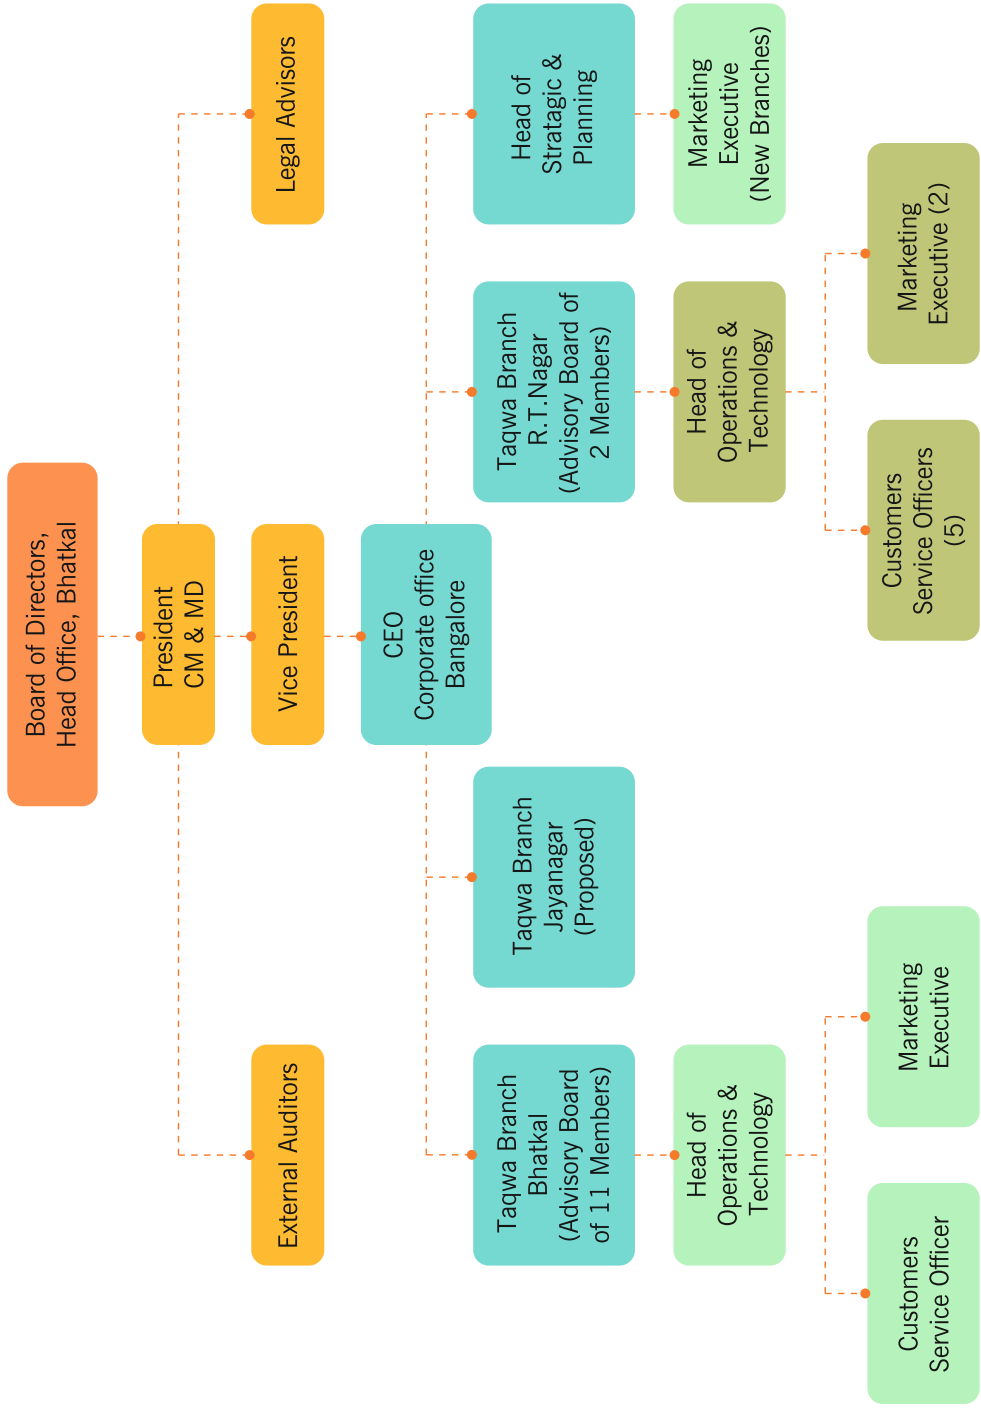 Board of Directors,
Head Office, Bhatkal
President
CM & MD
External Auditors
Vice President
Legal Advisors
CEO
Corporate office
Bangalore
Taqwa Branch
Bhatkal
(Advisory Board
of 11 Members)
Taqwa Branch
Jayanagar
(Proposed)
Taqwa Branch
R.T.Nagar
(Advisory Board of
2 Members)
Head of
Stratagic &
Planning
Head of
Operations &
Technology
Head of
Operations &
Technology
Marketing
Executive
(New Branches)
Customers
Service Officer
Marketing
Executive
Customers
Service Officers
(5)
Marketing
Executive (2)